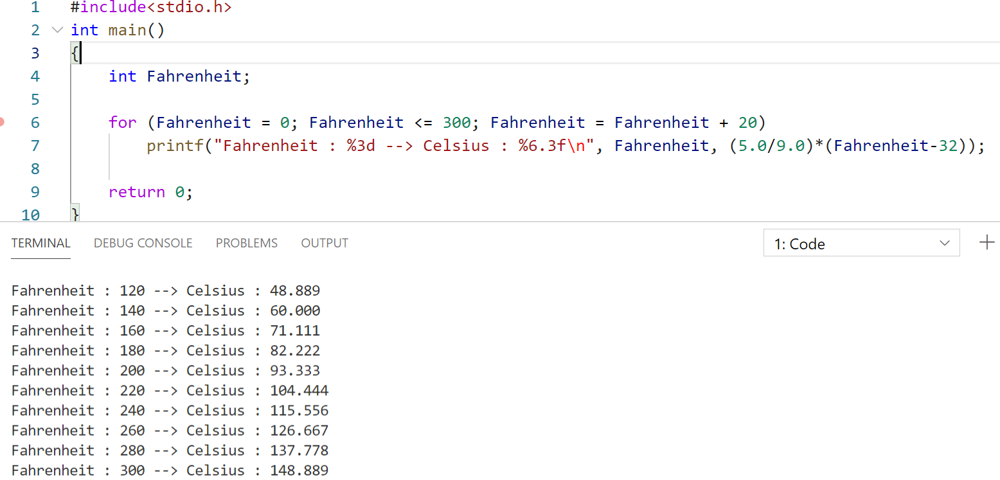 1 #include<stdio.h>
2 int main()
3 {
4     int Fahrenheit;
5
6     for (Fahrenheit = 0; Fahrenheit <= 300; Fahrenheit = Fahrenheit + 20)
7         printf("Fahrenheit : %3d --> Celsius : %6.3f\n", Fahrenheit, (5.0/9.0)*(Fahrenheit-32));
8
9     return 0;
10 }
TERMINAL DEBUG CONSOLE PROBLEMS OUTPUT 1: Code
Fahrenheit : 120 --> Celsius : 48.889
Fahrenheit : 140 --> Celsius : 60.000
Fahrenheit : 160 --> Celsius : 71.111
Fahrenheit : 180 --> Celsius : 82.222
Fahrenheit : 200 --> Celsius : 93.333
Fahrenheit : 220 --> Celsius : 104.444
Fahrenheit : 240 --> Celsius : 115.556
Fahrenheit : 260 --> Celsius : 126.667
Fahrenheit : 280 --> Celsius : 137.778
Fahrenheit : 300 --> Celsius : 148.889